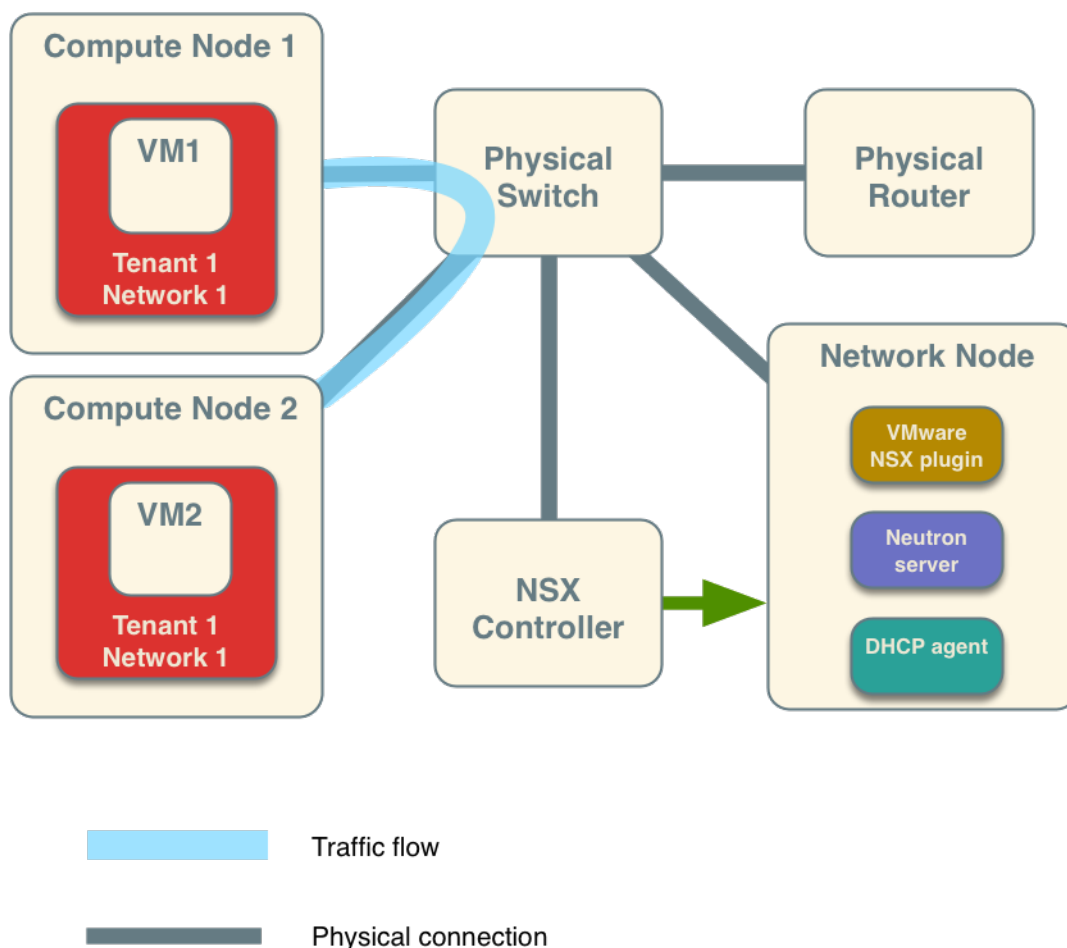 Compute Node 1
VM1
Tenant 1
Network 1
Physical
Switch
Physical
Router
Compute Node 2
VM2
Tenant 1
Network 1
NSX
Controller
Network Node
VMware
NSX plugin
Neutron
server
DHCP agent
Traffic flow
Physical connection